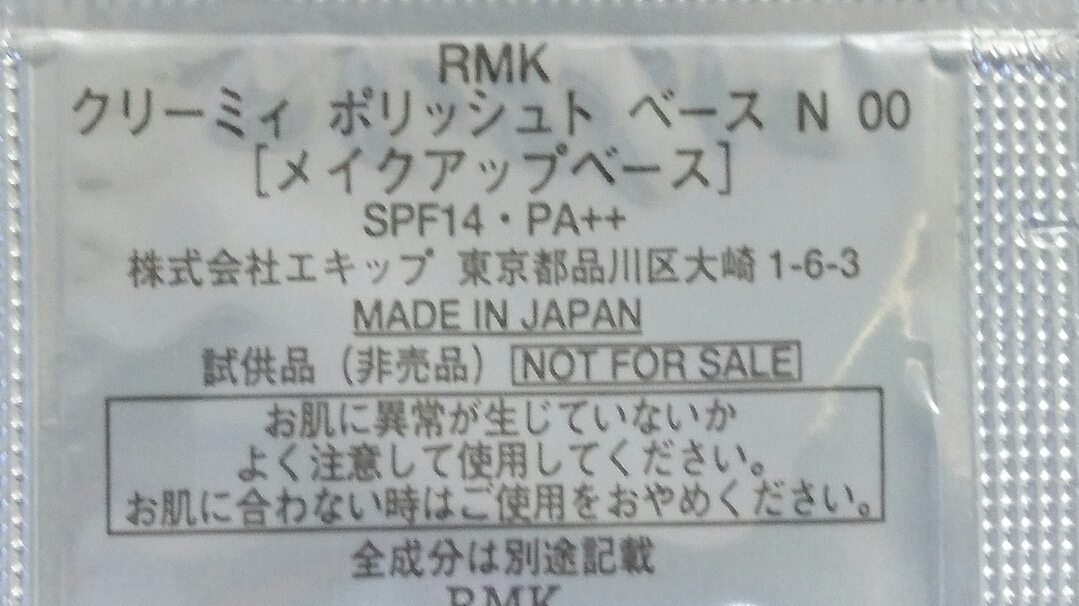 RMK
クリーミィ ポリッシュト ベース N 00
[メイクアップベース]
SPF14・PA++
株式会社エキップ 東京都品川区大崎 1-6-3
MADE IN JAPAN
試供品（非売品） NOT FOR SALE
お肌に異常が生じていないか
よく注意して使用してください。
お肌に合わない時はご使用をおやめください。
全成分は別途記載
RMK